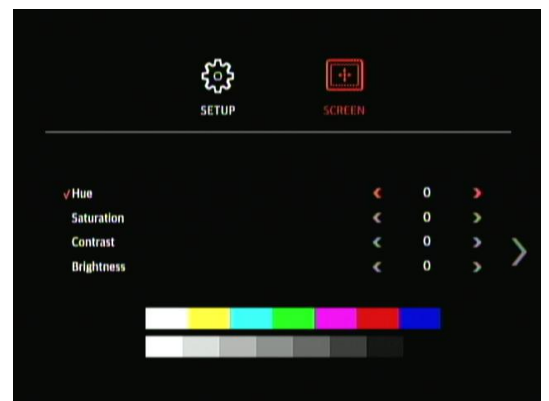 SETUP SCREEN
√Hue 0
Saturation 0
Contrast 0
Brightness 0